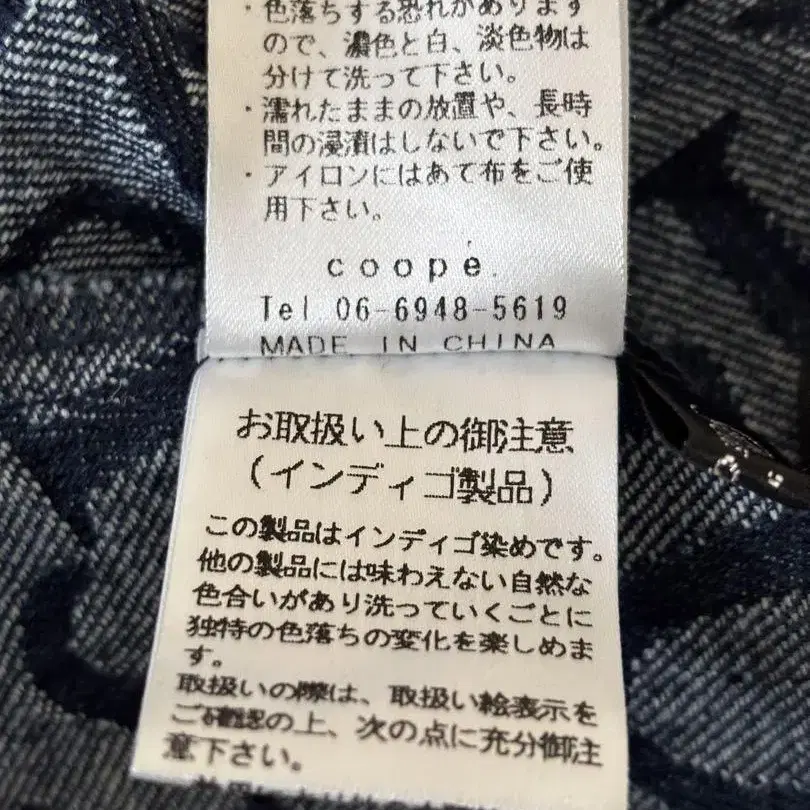 ・色落ちする恐れがあります
ので、濃色と白、淡色物は
分けて洗って下さい。
・濡れたままの放置や、長時
間の浸漬はしないで下さい。
・アイロンにはあて布をご使
用下さい。
coopé.
Tel 06-6948-5619
MADE IN CHINA
お取扱い上の御注意
(インディゴ製品)
この製品はインディゴ染めです。
他の製品には味わえない自然な
色合いがあり洗っていくごとに
独特の色落ちの変化を楽しめま
す。
取扱いの際は、取扱い絵表示を
ご確認の上、次の点に充分御注
意下さい。